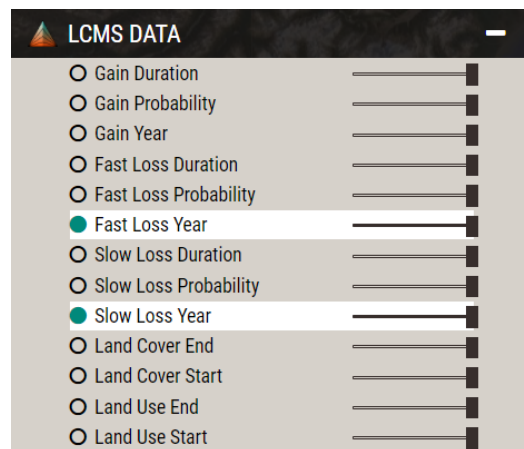 LCMS DATA
Gain Duration
Gain Probability
Gain Year
Fast Loss Duration
Fast Loss Probability
Fast Loss Year
Slow Loss Duration
Slow Loss Probability
Slow Loss Year
Land Cover End
Land Cover Start
Land Use End
Land Use Start